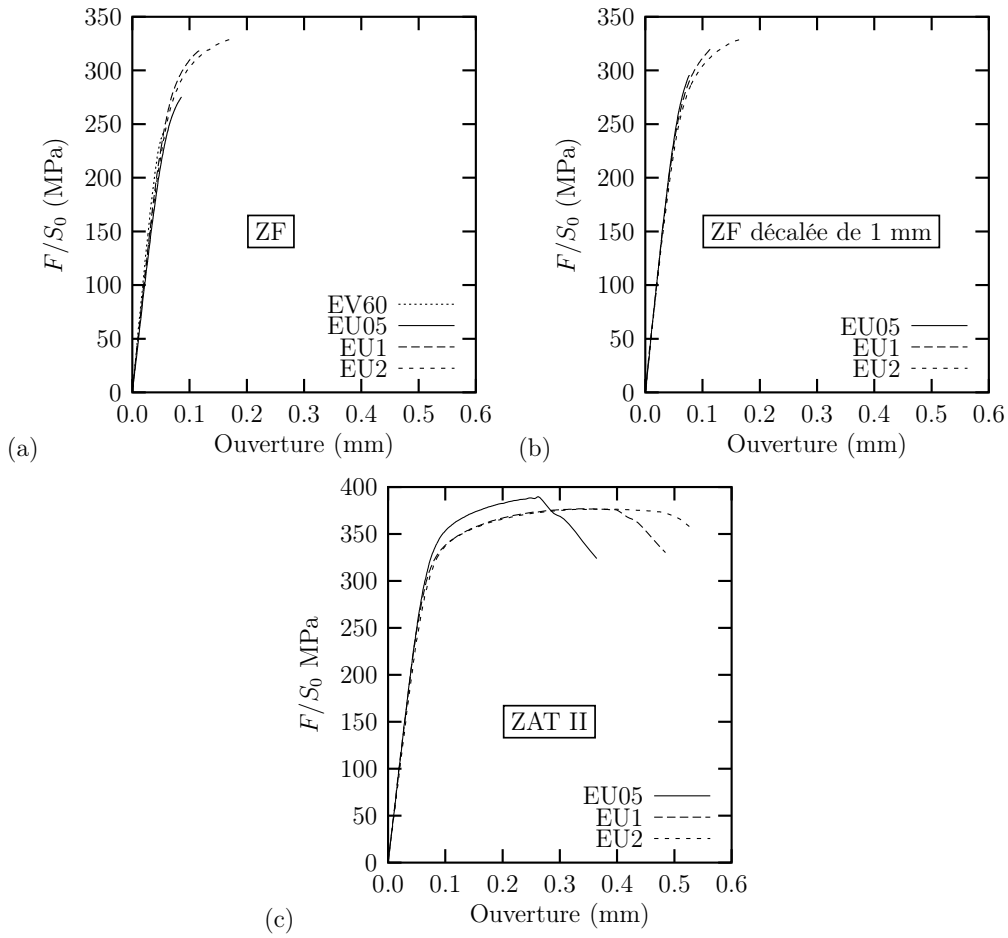 350
300
250
200
150
100
50
0
F/S0 (MPa)
ZF
EV60
EU05
EU1
EU2
0.0 0.1 0.2 0.3 0.4 0.5 0.6
Ouverture (mm)
(a)
350
300
250
200
150
100
50
0
F/S0 (MPa)
ZF décalée de 1 mm
EU05
EU1
EU2
0.0 0.1 0.2 0.3 0.4 0.5 0.6
Ouverture (mm)
(b)
400
350
300
250
200
150
100
50
0
F/S0 MPa
ZAT II
EU05
EU1
EU2
0.0 0.1 0.2 0.3 0.4 0.5 0.6
Ouverture (mm)
(c)